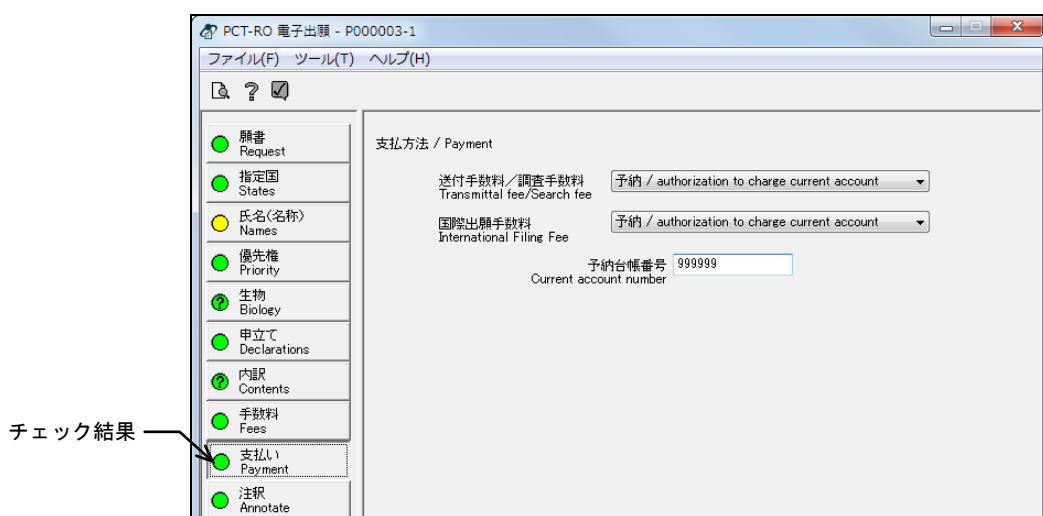 PCT-RO 電子出願 - P000003-1
ファイル(F) ツール(T) ヘルプ(H)
願書
Request
指定国
States
氏名(名称)
Names
優先権
Priority
生物
Biology
申立て
Declarations
内訳
Contents
手数料
Fees
支払い
Payment
注釈
Annotate
チェック結果
支払方法 / Payment
送付手数料／調査手数料
Transmittal fee/Search fee
予納 / authorization to charge current account
国際出願手数料
International Filing Fee
予納 / authorization to charge current account
予納台帳番号
Current account number
999999